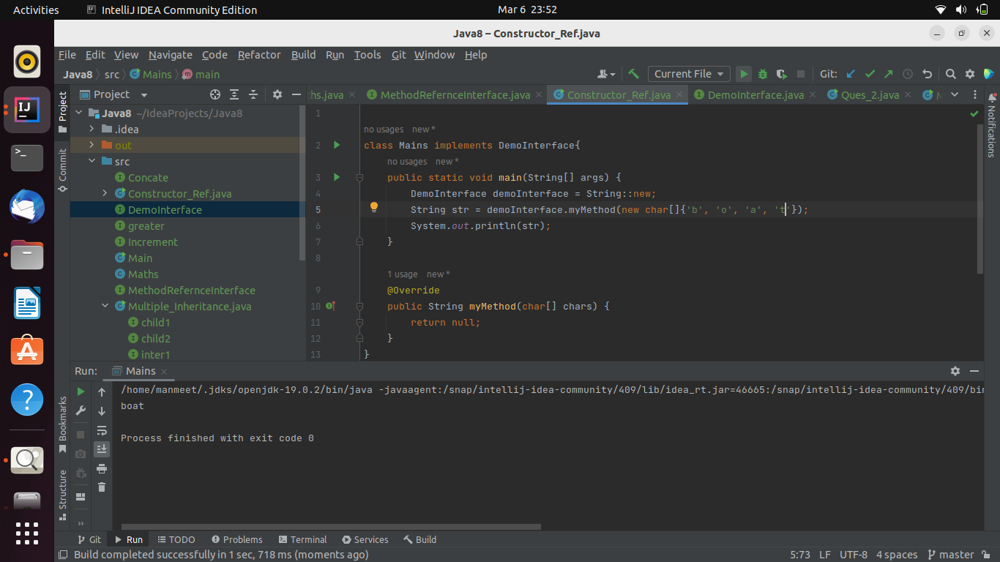 Activities IntelliJ IDEA Community Edition Mar 6 23:52
Java8 – Constructor_Ref.java
File Edit View Navigate Code Refactor Build Run Tools Git Window Help
Java8 src Mains main Current File Git:
Project
ths.java MethodRefernceInterface.java Constructor_Ref.java DemoInterface.java Ques_2.java
Project
Commit
Bookmarks
Structure
Notifications
Java8 ~/IdeaProjects/Java8
.idea
out
src
Concate
Constructor_Ref.java
DemoInterface
greater
Increment
Main
Maths
MethodRefernceInterface
Multiple_Inheritance.java
child1
child2
inter1
1
no usages new *
2 class Mains implements DemoInterface{
no usages new *
3 public static void main(String[] args) {
4 DemoInterface demoInterface = String::new;
5 String str = demoInterface.myMethod(new char[]{'b', 'o', 'a', 't'});
6 System.out.println(str);
7 }
8
1 usage new *
9 @Override
10 public String myMethod(char[] chars) {
11 return null;
12 }
13 }
Run: Mains
/home/manmeet/.jdks/openjdk-19.0.2/bin/java -javaagent:/snap/intellij-idea-community/409/lib/idea_rt.jar=46665:/snap/intellij-idea-community/409/bin
boat
Process finished with exit code 0
Git Run TODO Problems Terminal Services Build
Build completed successfully in 1 sec, 718 ms (moments ago) 5:73 LF UTF-8 4 spaces master